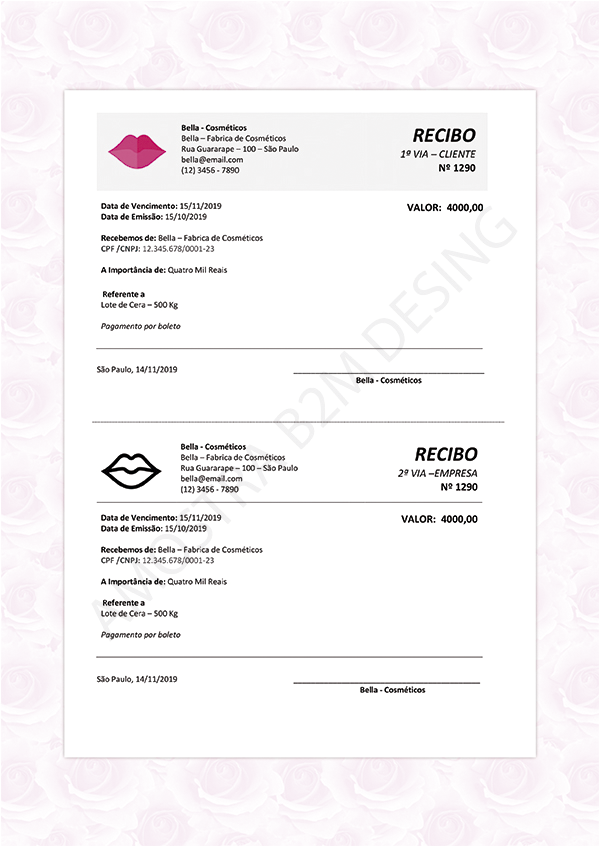 Bella - Cosméticos
Bella – Fabrica de Cosméticos
Rua Guararape – 100 – São Paulo
bella@email.com
(12) 3456 - 7890
RECIBO
1ª VIA – CLIENTE
Nº 1290
Data de Vencimento: 15/11/2019
Data de Emissão: 15/10/2019
VALOR: 4000,00
Recebemos de: Bella – Fabrica de Cosméticos
CPF /CNPJ: 12.345.678/0001-23
A Importância de: Quatro Mil Reais
Referente a
Lote de Cera – 500 Kg
Pagamento por boleto
São Paulo, 14/11/2019
Bella - Cosméticos
Bella - Cosméticos
Bella – Fabrica de Cosméticos
Rua Guararape – 100 – São Paulo
bella@email.com
(12) 3456 - 7890
RECIBO
2ª VIA –EMPRESA
Nº 1290
Data de Vencimento: 15/11/2019
Data de Emissão: 15/10/2019
VALOR: 4000,00
Recebemos de: Bella – Fabrica de Cosméticos
CPF /CNPJ: 12.345.678/0001-23
A Importância de: Quatro Mil Reais
Referente a
Lote de Cera – 500 Kg
Pagamento por boleto
São Paulo, 14/11/2019
Bella - Cosméticos
AMOSTRA B2M DESING